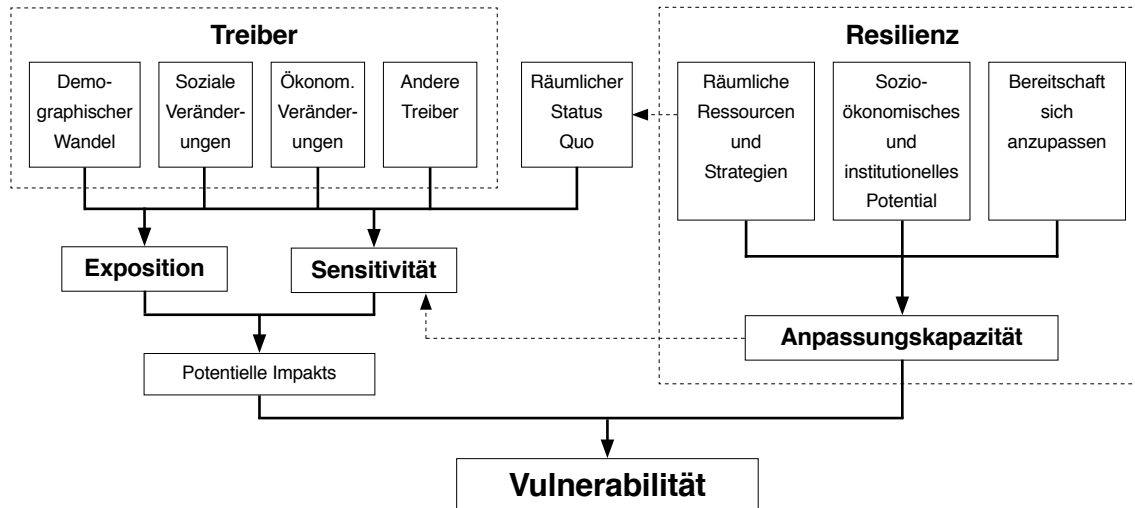 Treiber
Demo-
graphischer
Wandel
Soziale
Veränder-
ungen
Ökonom.
Veränder-
ungen
Andere
Treiber
Räumlicher
Status
Quo
Resilienz
Räumliche
Ressourcen
und
Strategien
Sozio-
ökonomisches
und
institutionelles
Potential
Bereitschaft
sich
anzupassen
Exposition
Sensitivität
Anpassungskapazität
Potentielle Impakts
Vulnerabilität